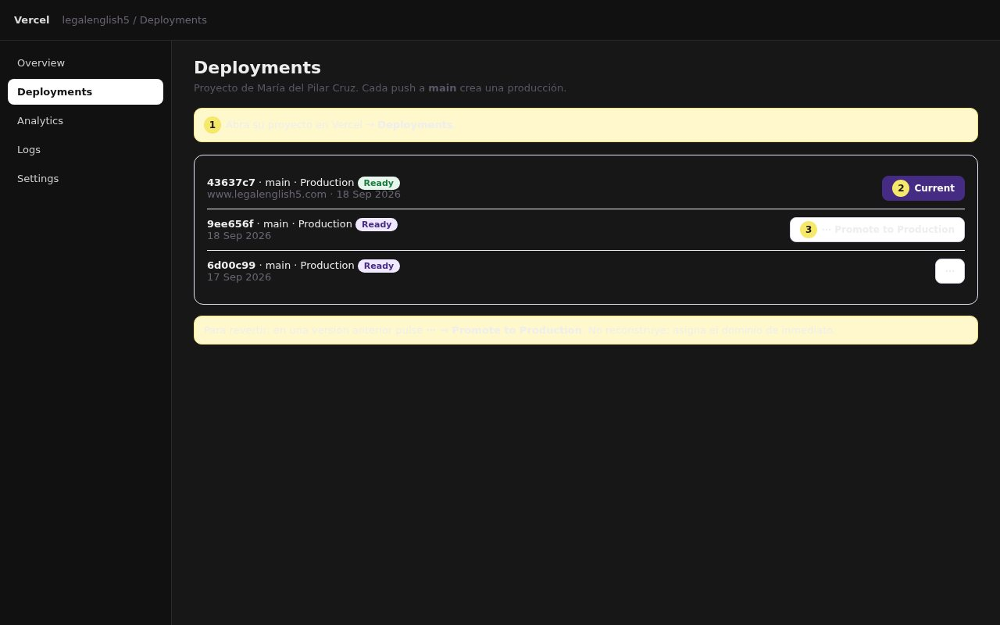 Vercel legalenglish5 / Deployments
Overview
Deployments
Analytics
Logs
Settings
Deployments
Proyecto de María del Pilar Cruz. Cada push a main crea una producción.
1 Abra su proyecto en Vercel → Deployments.
43637c7 · main · Production Ready
www.legalenglish5.com · 18 Sep 2026
2 Current
9ee656f · main · Production Ready
18 Sep 2026
3 ··· Promote to Production
6d00c99 · main · Production Ready
17 Sep 2026
···
Para revertir: en una versión anterior pulse ··· → Promote to Production. No reconstruye: asigna el dominio de inmediato.